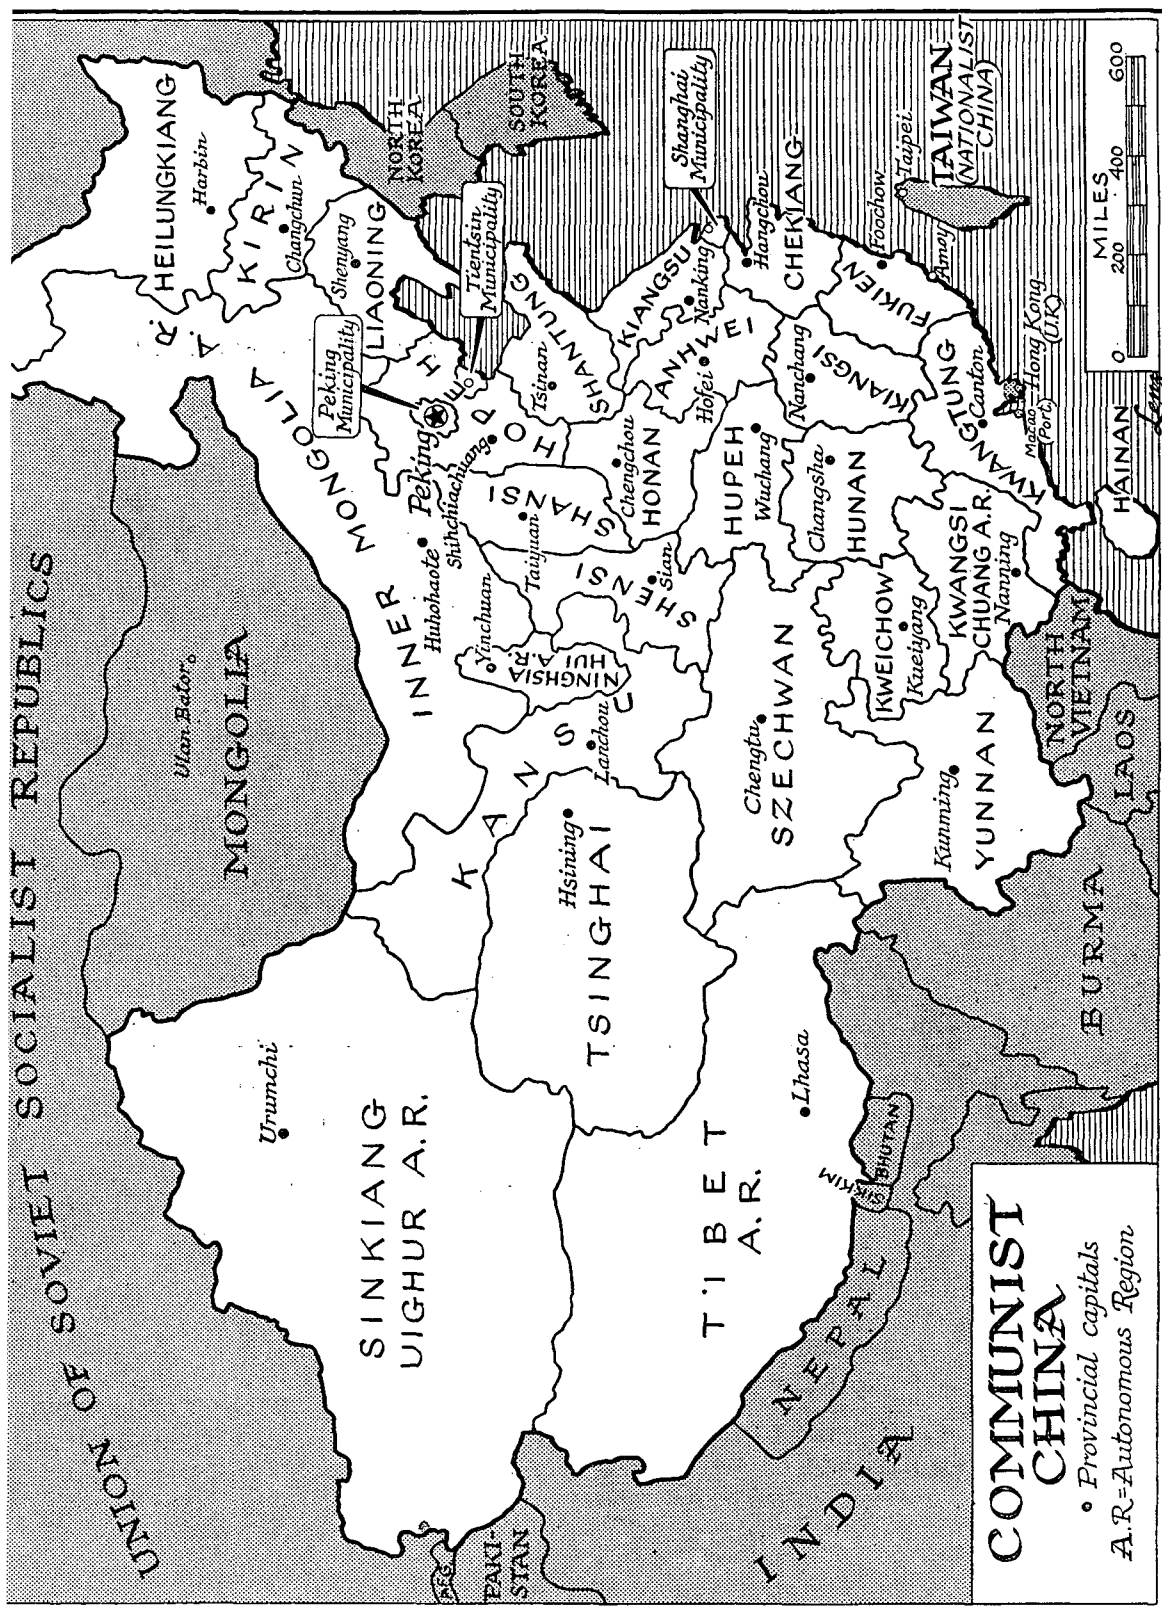 UNION OF SOVIET SOCIALIST REPUBLICS
MONGOLIA
Ulan Bator
HEILUNGKIANG
Harbin
KIRIN
Changchun
LIAONING
Shenyang
INNER MONGOLIA A.R.
Huhohaote
Peking
Municipality
Peking
Tientsin
Municipality
HOPEH
Shihchiachuang
NORTH
KOREA
SOUTH
KOREA
SHANTUNG
Tsinan
SHANSI
Taiyuan
SHENSI
Sian
NINGHSIA
HUI A.R.
Yinchuan
KANSU
Lanchou
TSINGHAI
Hsining
SINKIANG
UIGHUR A.R.
Urumchi
TIBET
A.R.
Lhasa
HONAN
Chengchou
KIANGSU
Nanking
ANHWEI
Hofei
Shanghai
Municipality
CHEKIANG
Hangchou
HUPEH
Wuchang
SZECHWAN
Chengtu
HUNAN
Changsha
KIANGSI
Nanchang
FUKIEN
Foochow
Amoy
Taipei
TAIWAN
(NATIONALIST
CHINA)
KWANGTUNG
Canton
Hong Kong
(U.K.)
Macao
(Port.)
HAINAN
KWANGSI
CHUANG A.R.
Nanning
KWEICHOW
Kueiyang
YUNNAN
Kunming
NORTH
VIETNAM
LAOS
BURMA
BHUTAN
SIKKIM
NEPAL
INDIA
PAKI-
STAN
AFG.
MILES
0 200 400 600
COMMUNIST
CHINA
• Provincial capitals
A.R.=Autonomous Region